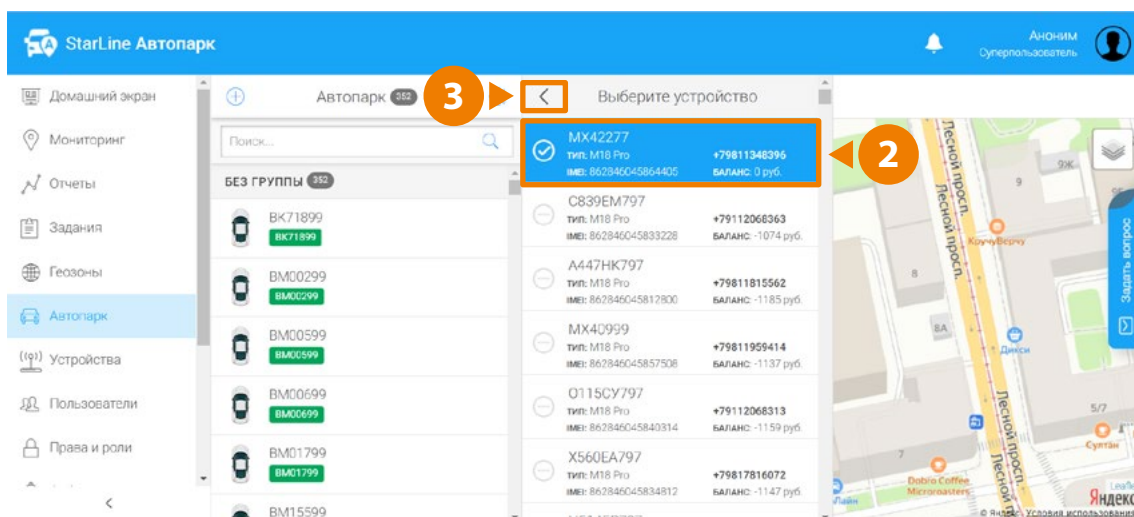 StarLine Автопарк
Аноним
Суперпользователь
Домашний экран
Мониторинг
Отчеты
Задания
Геозоны
Автопарк
Устройства
Пользователи
Права и роли
Автопарк 352
Поиск...
БЕЗ ГРУППЫ 352
BK71899
BK71899
BM00299
BM00299
BM00599
BM00599
BM00699
BM00699
BM01799
BM01799
BM15599
3
Выберите устройство
2
MX42277
ТИП: M18 Pro +79811348396
IMEI: 862846045864405 БАЛАНС: 0 руб.
C839EM797
ТИП: M18 Pro +79112068363
IMEI: 862846045833228 БАЛАНС: -1074 руб.
A447HK797
ТИП: M18 Pro +79811815562
IMEI: 862846045812800 БАЛАНС: -1185 руб.
MX40999
ТИП: M18 Pro +79811959414
IMEI: 862846045857508 БАЛАНС: -1137 руб.
O115CY797
ТИП: M18 Pro +79112068313
IMEI: 862846045840314 БАЛАНС: -1159 руб.
X560EA797
ТИП: M18 Pro +79817816072
IMEI: 862846045834812 БАЛАНС: -1147 руб.
Лесной просп.
Лесной просп.
9Ж
9
КручуВерчу
8
8А
Дикси
Задать вопрос
Лесной просп.
Лесной
5/7
Султан
7
Dobro Coffee
Microroasters
Лайн
Leafle
Яндекс
© Яндекс Условия использования